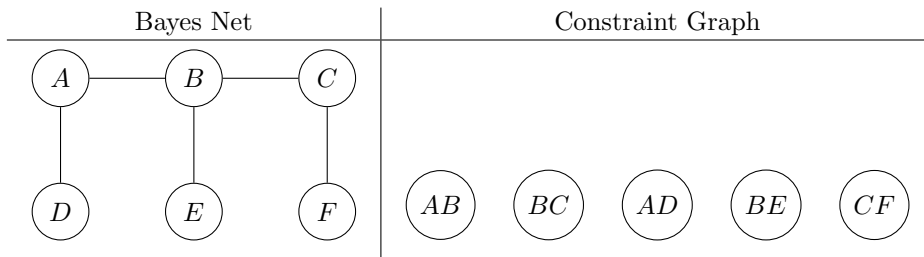 Bayes Net Constraint Graph
A B C
D E F AB BC AD BE CF